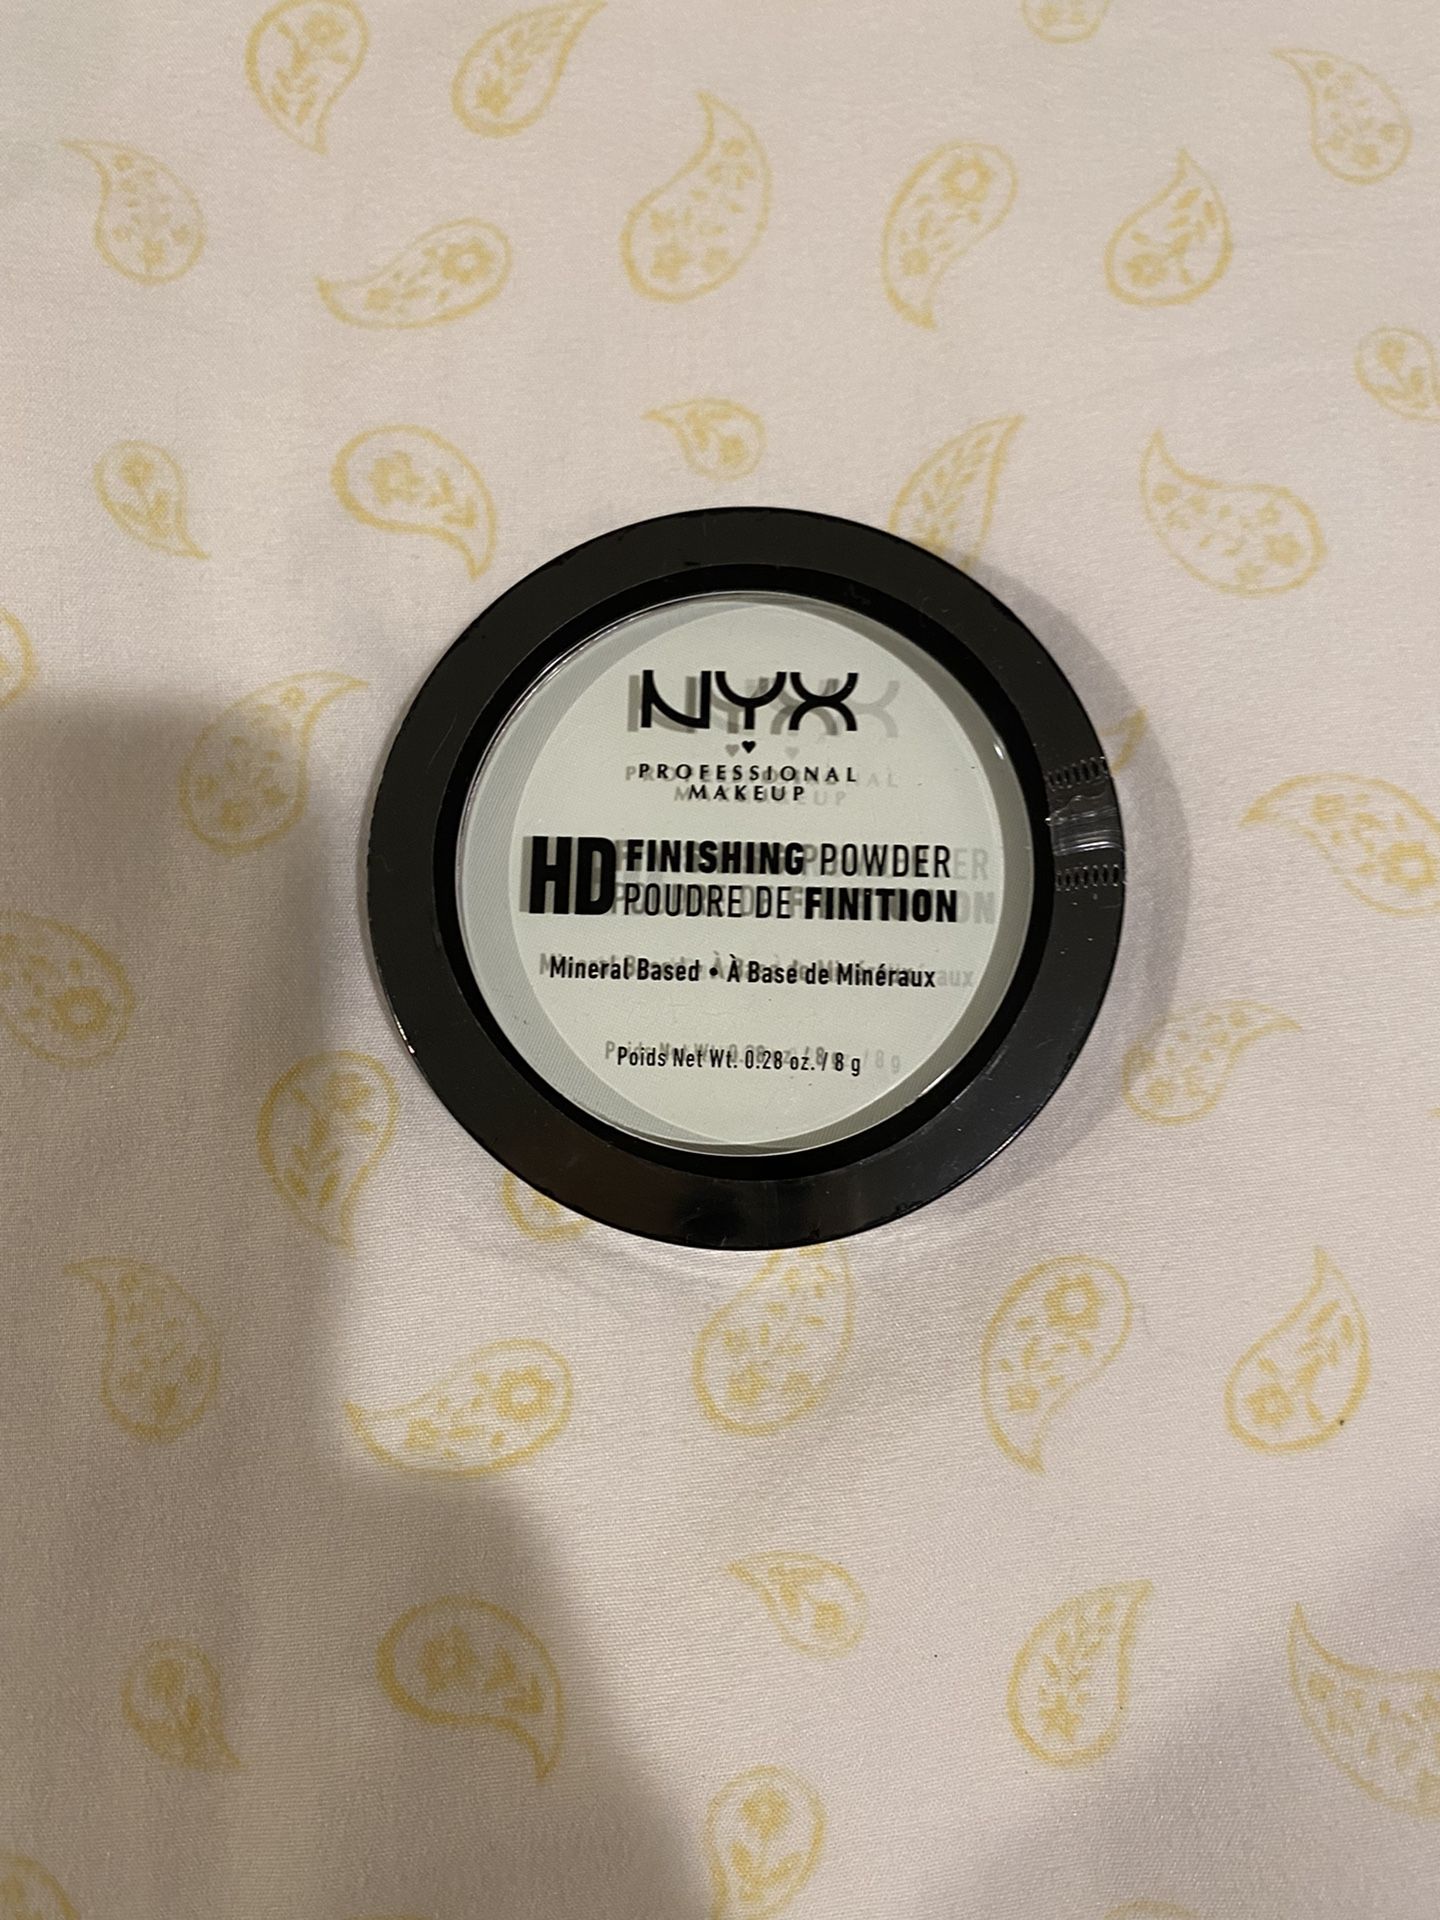 NYX
PROFESSIONAL
MAKEUP
HD FINISHING POWDER
POUDRE DE FINITION
Mineral Based • À Base de Minéraux
Poids Net Wt. 0.28 oz. / 8 g